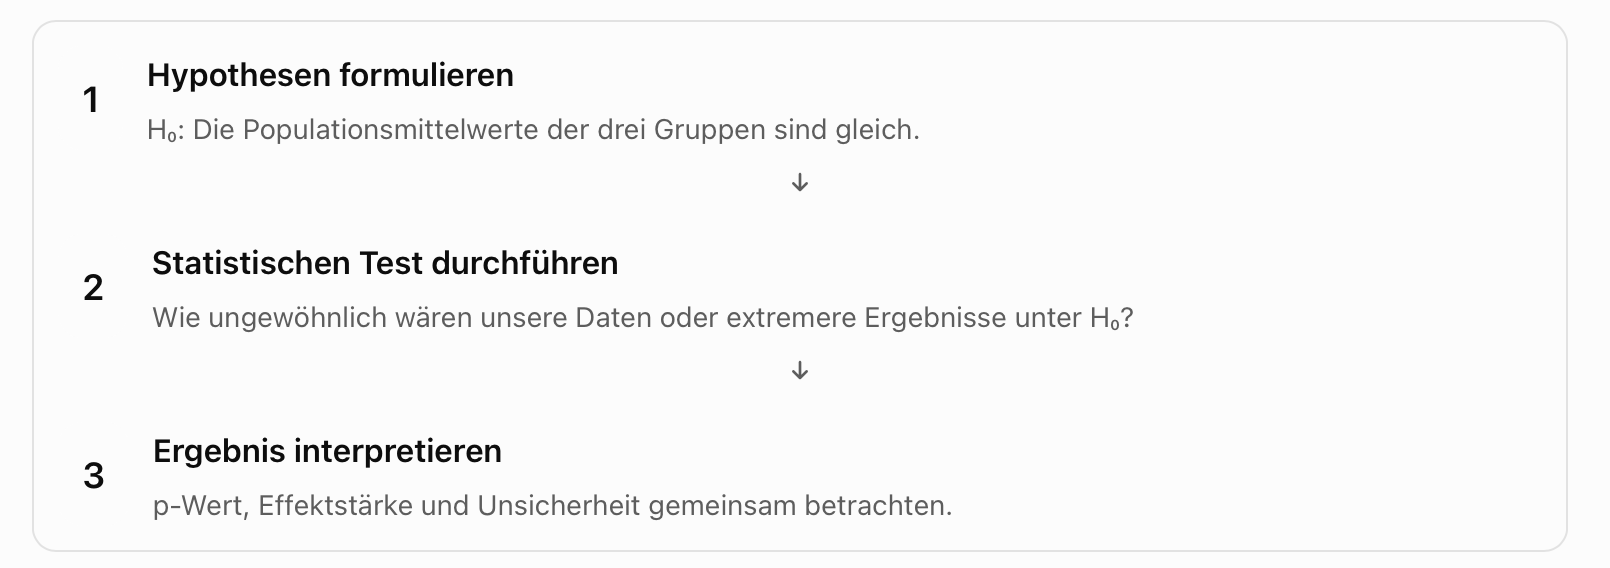 1
Hypothesen formulieren
H₀: Die Populationsmittelwerte der drei Gruppen sind gleich.
↓
2
Statistischen Test durchführen
Wie ungewöhnlich wären unsere Daten oder extremere Ergebnisse unter H₀?
↓
3
Ergebnis interpretieren
p-Wert, Effektstärke und Unsicherheit gemeinsam betrachten.